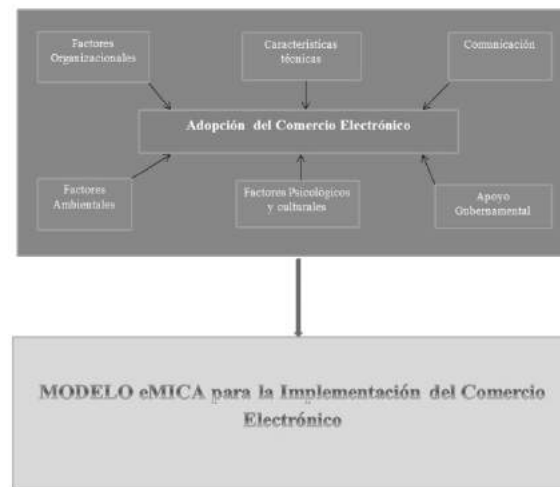 Factores
Organizacionales
Características
técnicas
Comunicación
Adopción del Comercio Electrónico
Factores
Ambientales
Factores Psicológicos
y culturales
Apoyo
Gubernamental
MODELO eMICA para la Implementación del Comercio
Electrónico